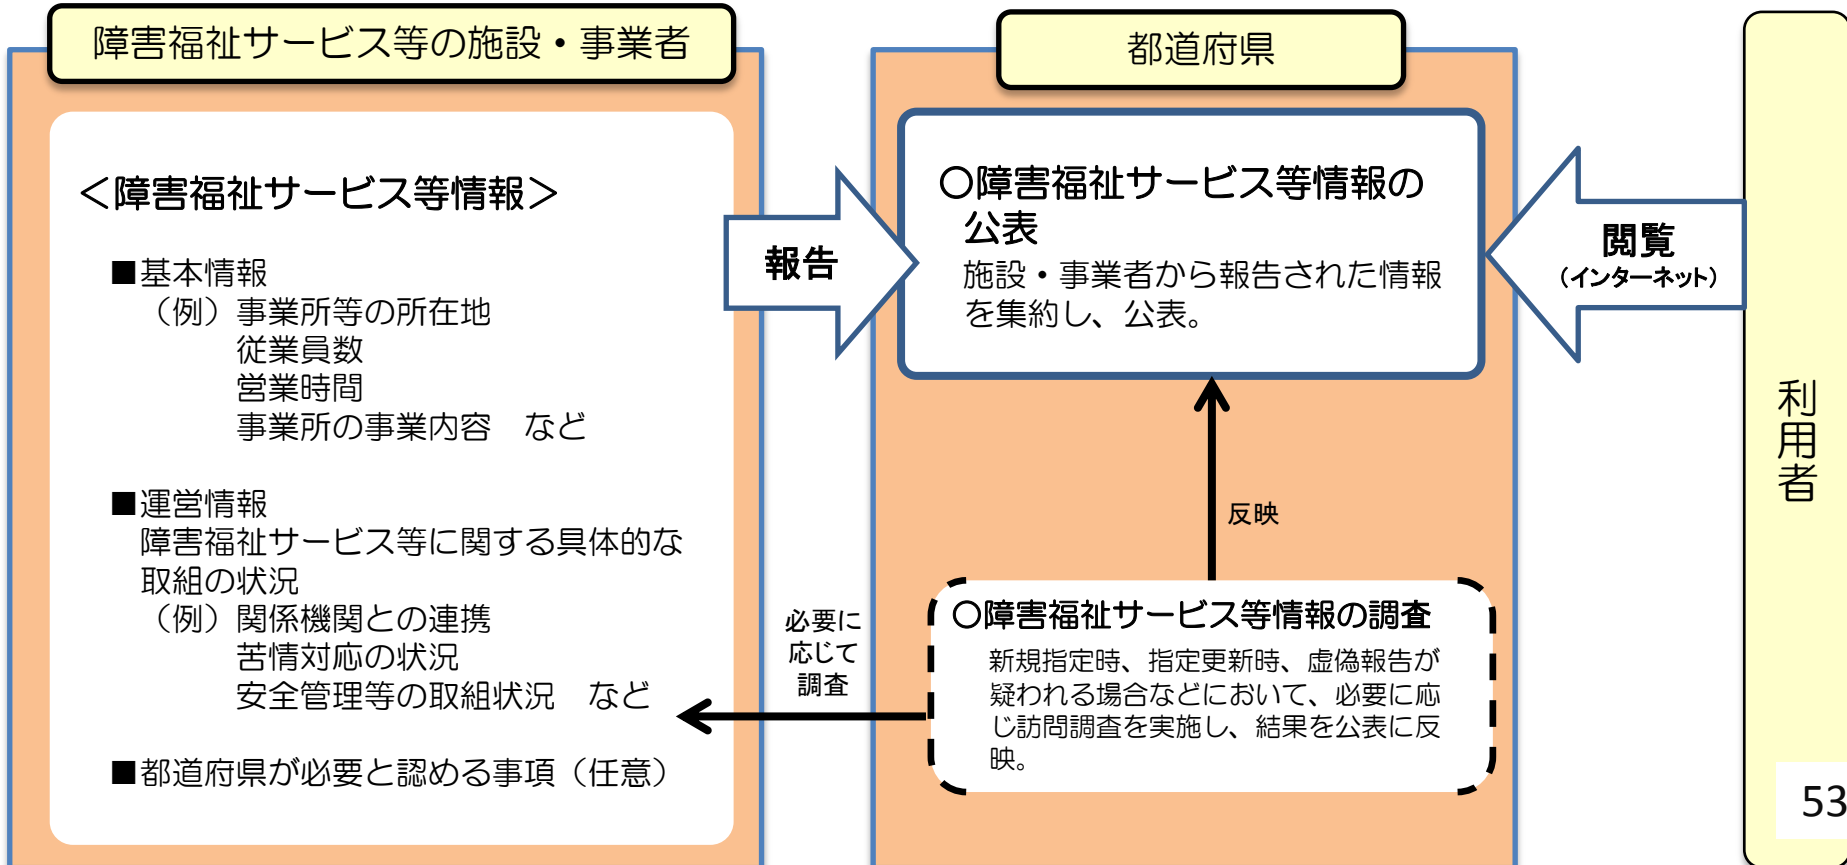 障害福祉サービス等の施設・事業者
＜障害福祉サービス等情報＞
■基本情報
（例）事業所等の所在地
従業員数
営業時間
事業所の事業内容　など
■運営情報
障害福祉サービス等に関する具体的な
取組の状況
（例）関係機関との連携
苦情対応の状況
安全管理等の取組状況　など
■都道府県が必要と認める事項（任意）
報告
必要に
応じて
調査
都道府県
○障害福祉サービス等情報の
公表
施設・事業者から報告された情報
を集約し、公表。
反映
○障害福祉サービス等情報の調査
新規指定時、指定更新時、虚偽報告が
疑われる場合などにおいて、必要に応
じ訪問調査を実施し、結果を公表に反
映。
閲覧
（インターネット）
利用者
53